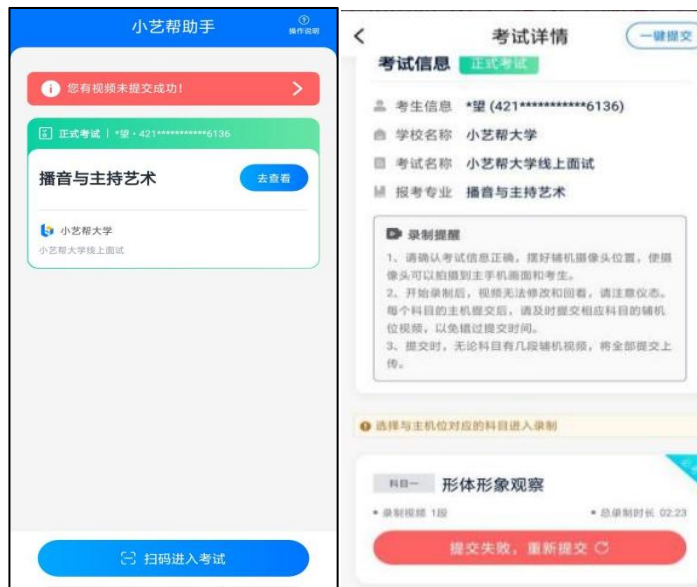 小艺帮助手
操作说明
您有视频未提交成功!
正式考试 | *望 · 421***********6136
播音与主持艺术
去查看
小艺帮大学
小艺帮大学线上面试
扫码进入考试
考试详情
一键提交
考试信息 正式考试
考生信息 *望 (421***********6136)
学校名称 小艺帮大学
考试名称 小艺帮大学线上面试
报考专业 播音与主持艺术
录制提醒
1、请确认考试信息正确，摆好辅机摄像头位置，使摄
像头可以拍摄到主手机画面和考生。
2、开始录制后，视频无法修改和回看，请注意仪态。
每个科目的主机提交后，请及时提交相应科目的辅机
位视频，以免错过提交时间。
3、提交时，无论科目有几段辅机视频，将全部提交上
传。
选择与主机位对应的科目进入录制
科目一 形体形象观察
• 录制视频 1段
• 总录制时长 02:23
提交失败，重新提交